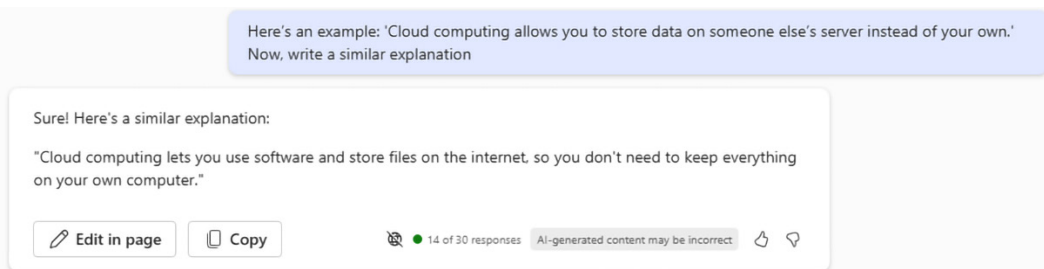 Here's an example: 'Cloud computing allows you to store data on someone else's server instead of your own.'
Now, write a similar explanation
Sure! Here's a similar explanation:
"Cloud computing lets you use software and store files on the internet, so you don't need to keep everything
on your own computer."
Edit in page
Copy
14 of 30 responses
AI-generated content may be incorrect